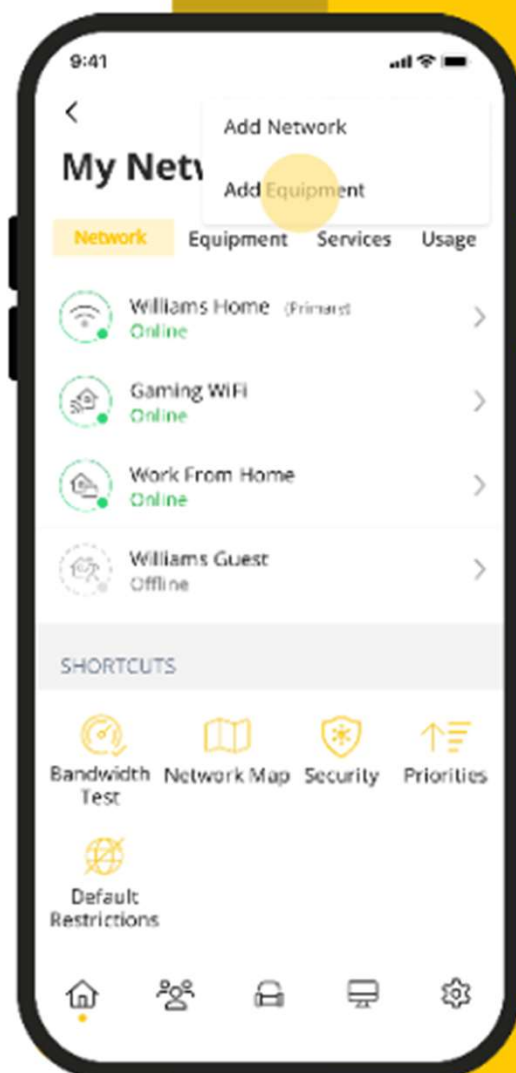 9:41
Add Network
My Netw
Add Equipment
Network Equipment Services Usage
Williams Home (Primary)
Online
Gaming WiFi
Online
Work From Home
Online
Williams Guest
Offline
SHORTCUTS
Bandwidth Test
Network Map
Security
Priorities
Default
Restrictions